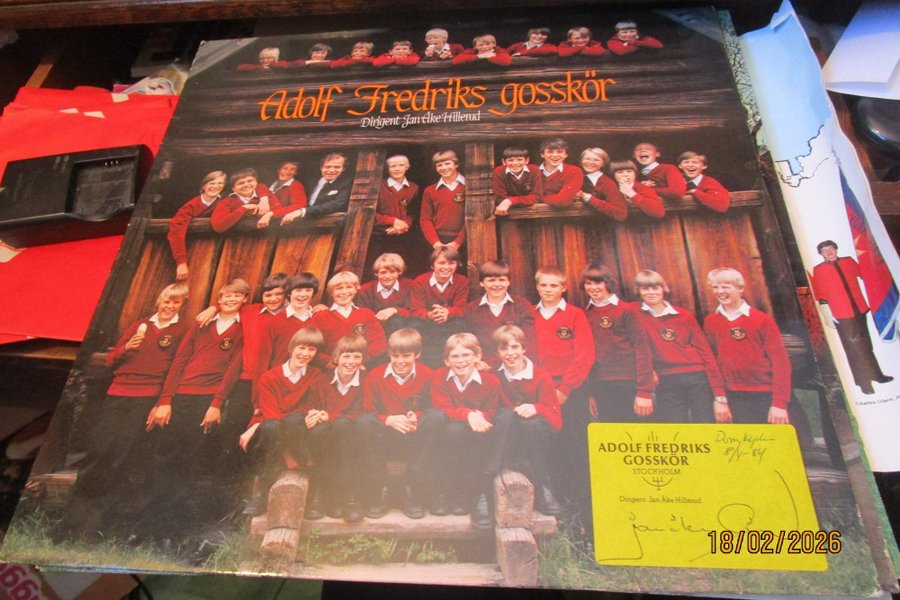 Adolf Fredriks gosskör
Dirigent Jan Åke Hillerud
ADOLF FREDRIKS
GOSSKÖR
STOCKHOLM
Dirigent: Jan Åke Hillerud
18/02/2026